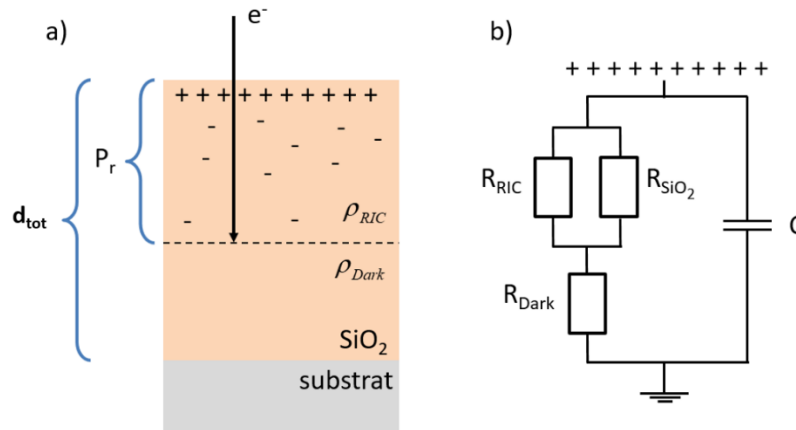 a)
e⁻
+ + + + + + + + + +
- - - - - - - - -
P_r
d_tot
ρ_RIC
ρ_Dark
SiO₂
substrat
b)
+ + + + + + + + + +
R_RIC
R_SiO₂
R_Dark